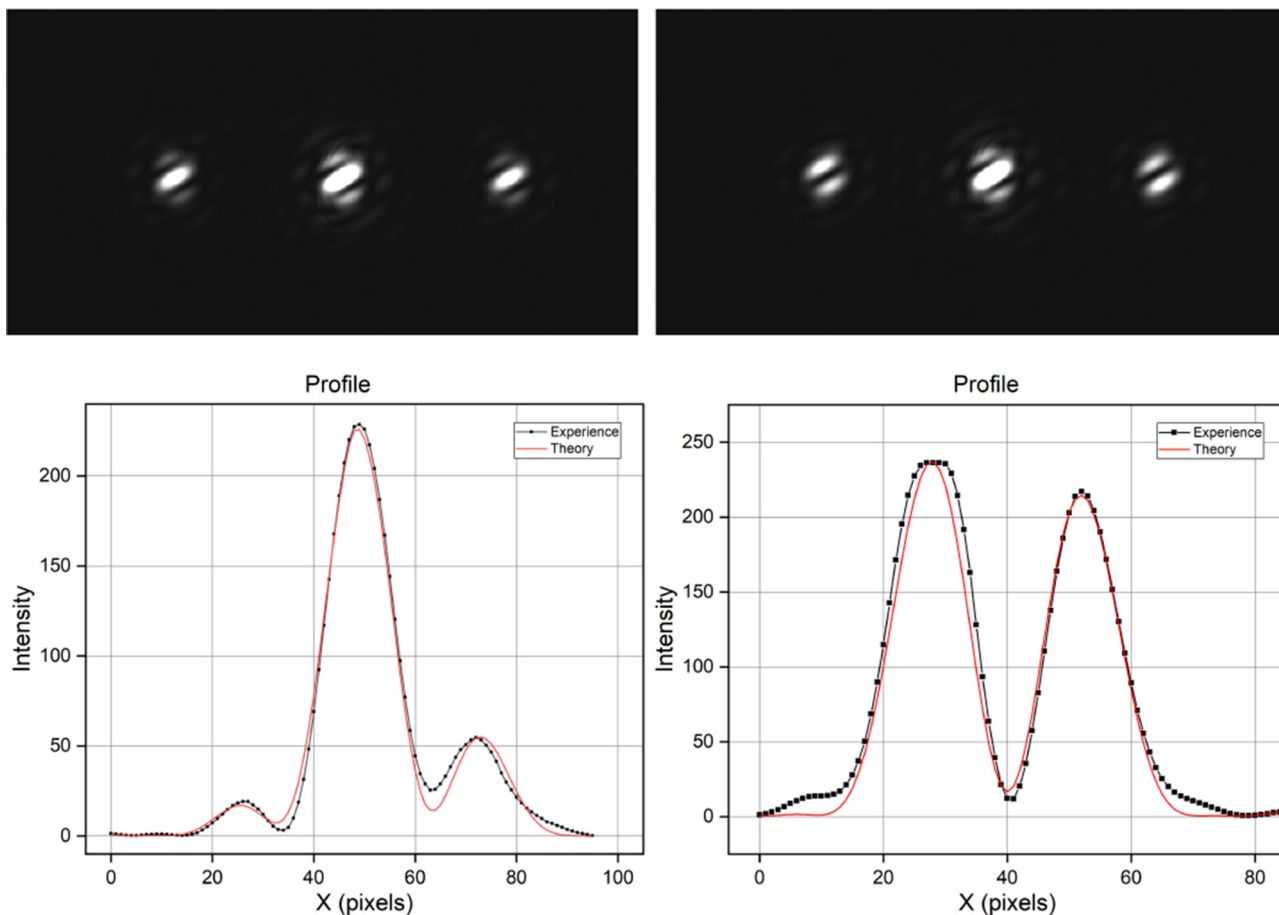 Profile
Experience
Theory
200
150
100
50
0
Intensity
0 20 40 60 80 100
X (pixels)
Profile
Experience
Theory
250
200
150
100
50
0
Intensity
0 20 40 60 80
X (pixels)